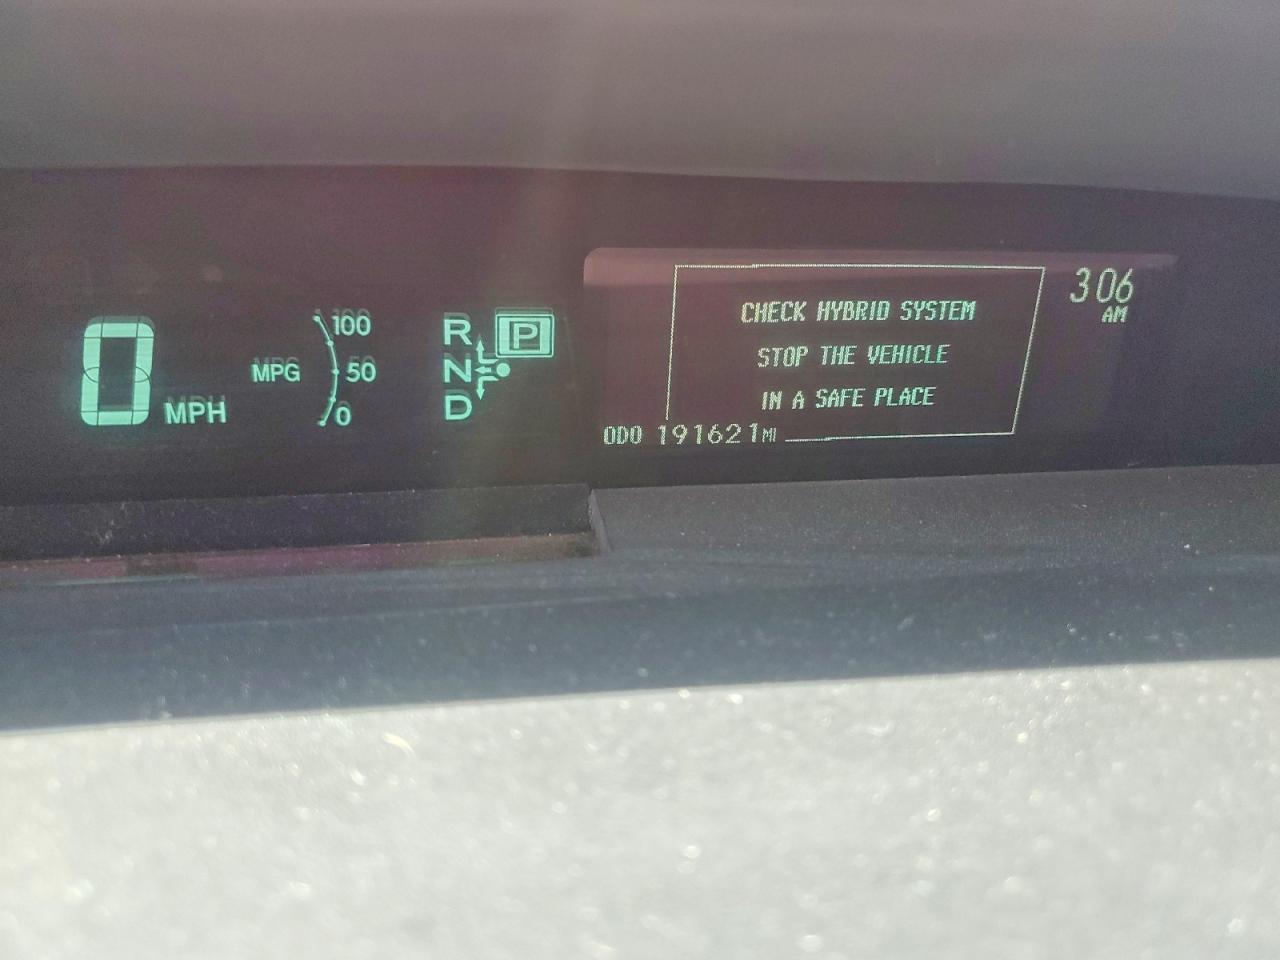 0 MPH
MPG
100
50
0
R
N
D
P
CHECK HYBRID SYSTEM
STOP THE VEHICLE
IN A SAFE PLACE
ODO 191621 MI
3 06
AM